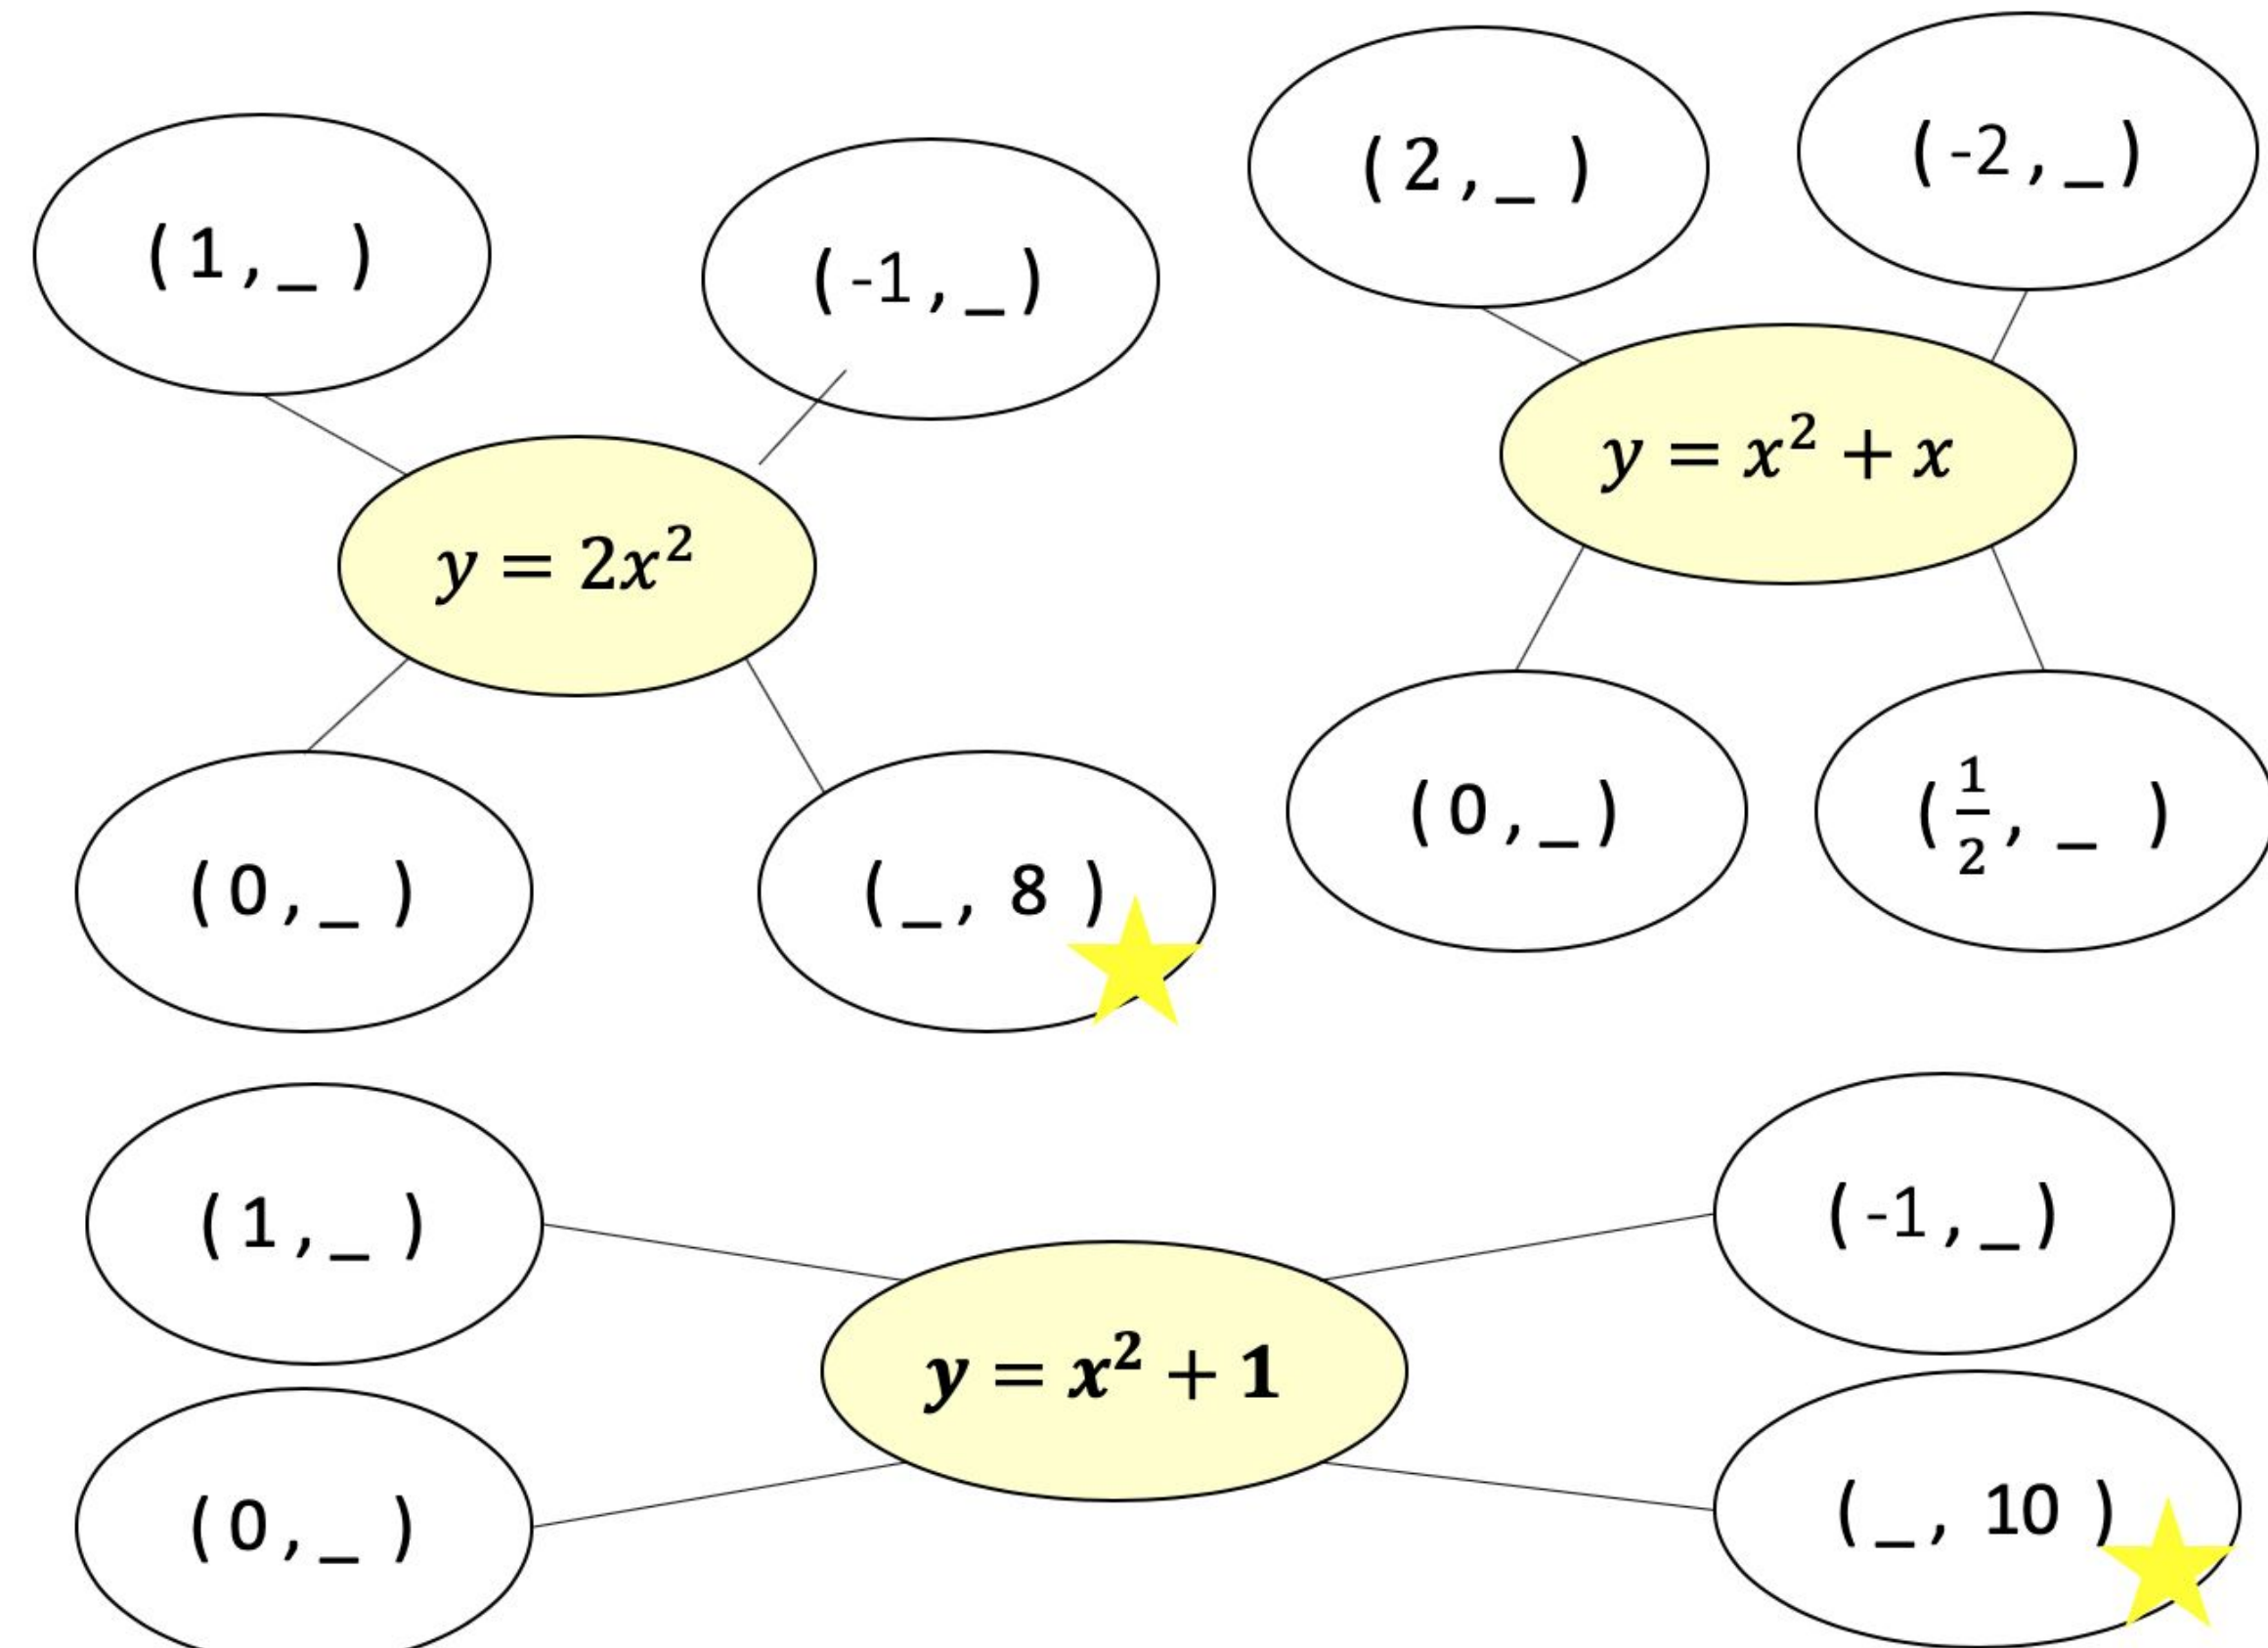 ( 1 , _ )
( -1 , _ )
y = 2x²
( 0 , _ )
( _ , 8 )
( 2 , _ )
( -2 , _ )
y = x² + x
( 0 , _ )
( 1/2 , _ )
( 1 , _ )
( -1 , _ )
y = x² + 1
( 0 , _ )
( _ , 10 )